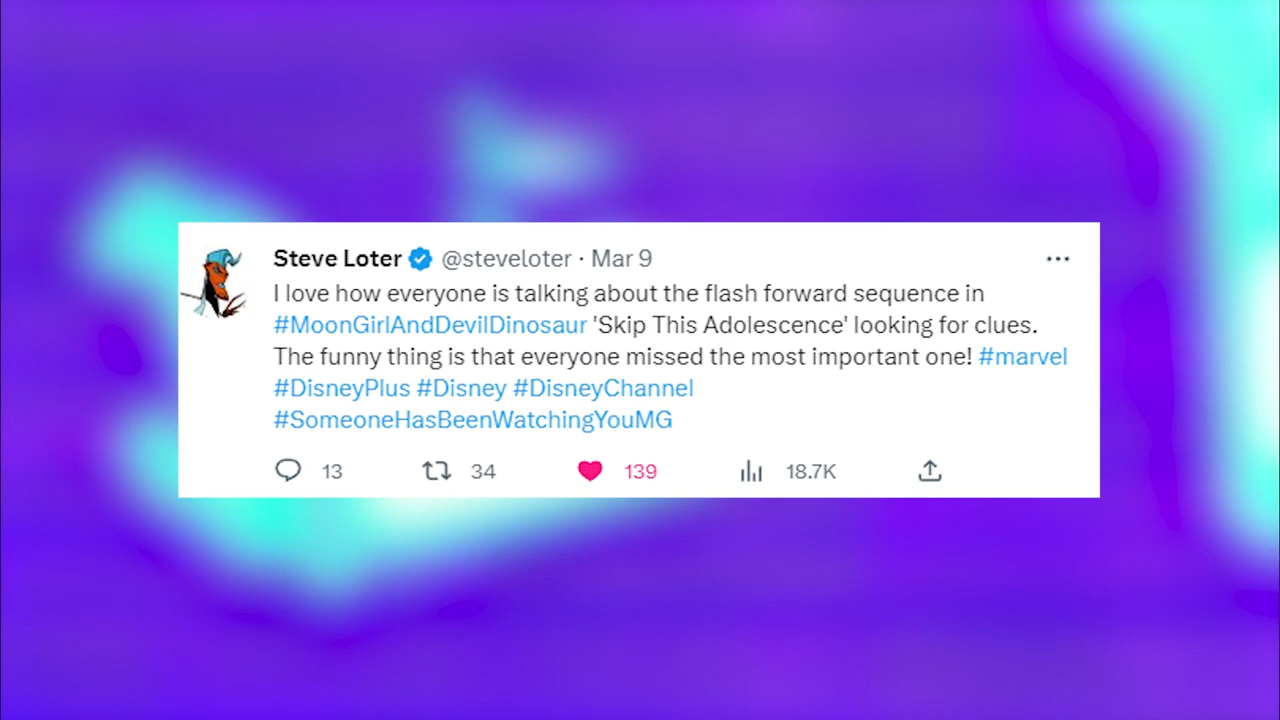 Steve Loter @steveloter · Mar 9
I love how everyone is talking about the flash forward sequence in
#MoonGirlAndDevilDinosaur 'Skip This Adolescence' looking for clues.
The funny thing is that everyone missed the most important one! #marvel
#DisneyPlus #Disney #DisneyChannel
#SomeoneHasBeenWatchingYouMG
13 34 139 18.7K